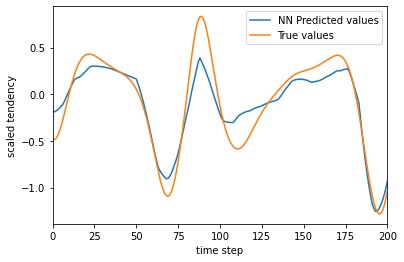 NN Predicted values
True values
scaled tendency
0.5
0.0
−0.5
−1.0
0 25 50 75 100 125 150 175 200
time step